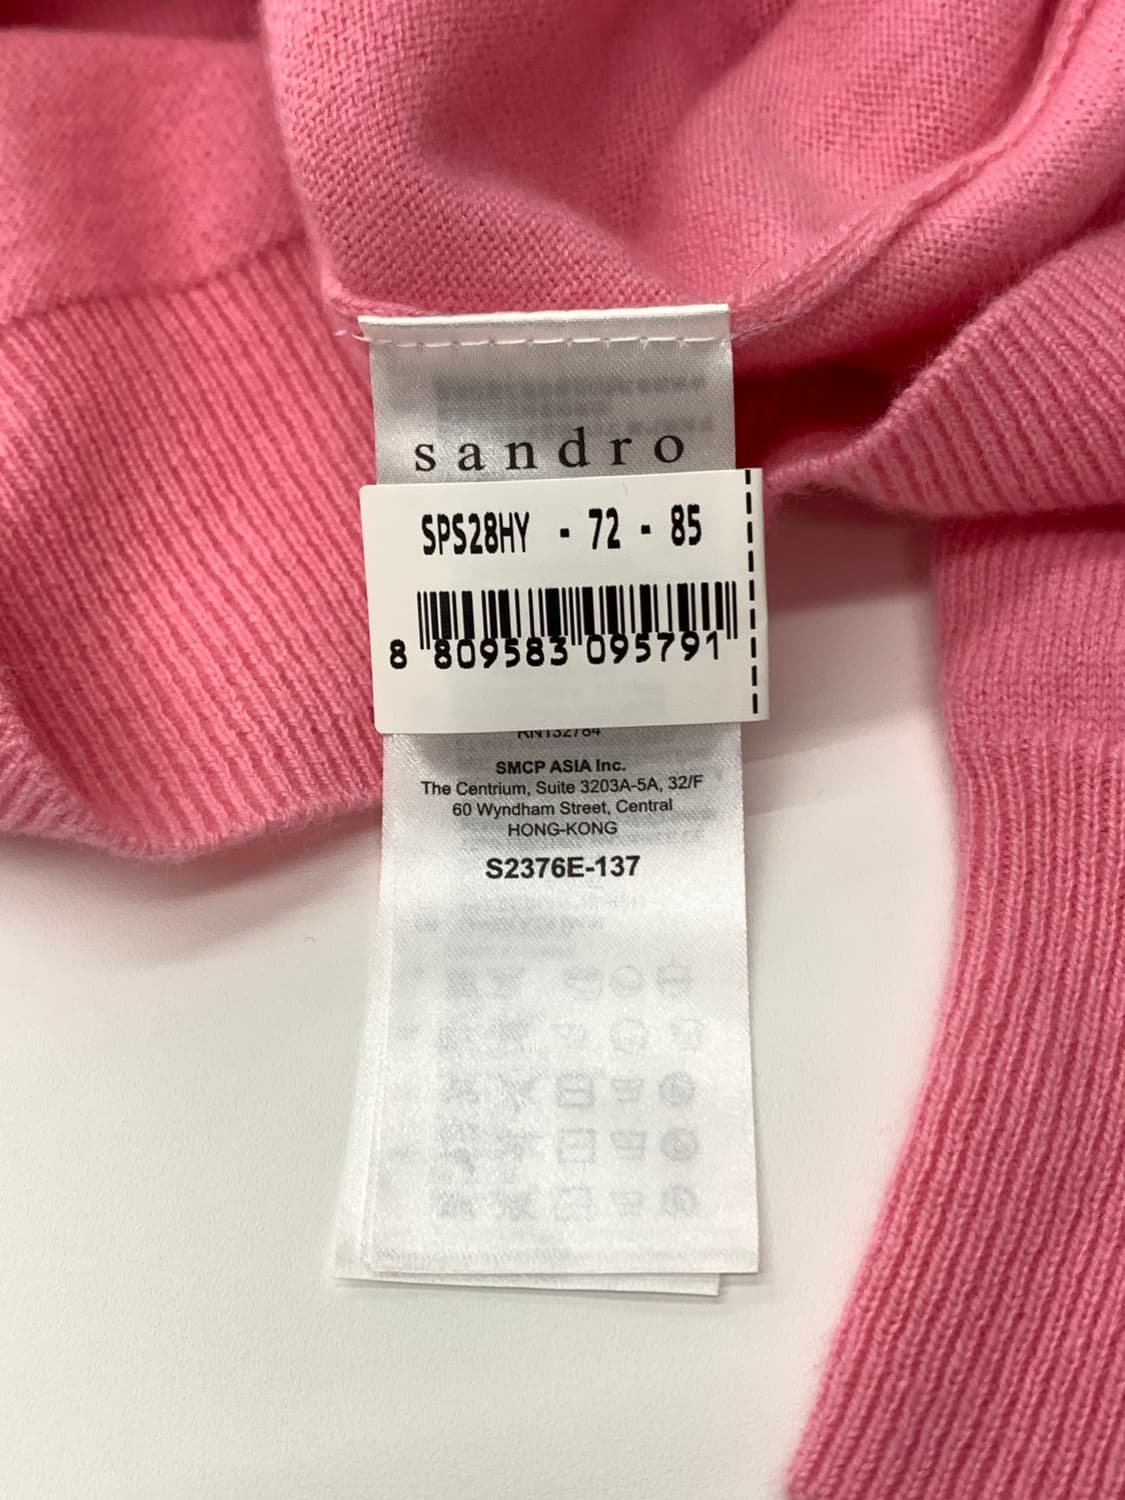 sandro
SPS28HY - 72 - 85
8 809583 095791
RN132784
SMCP ASIA Inc.
The Centrium, Suite 3203A-5A, 32/F
60 Wyndham Street, Central
HONG-KONG
S2376E-137